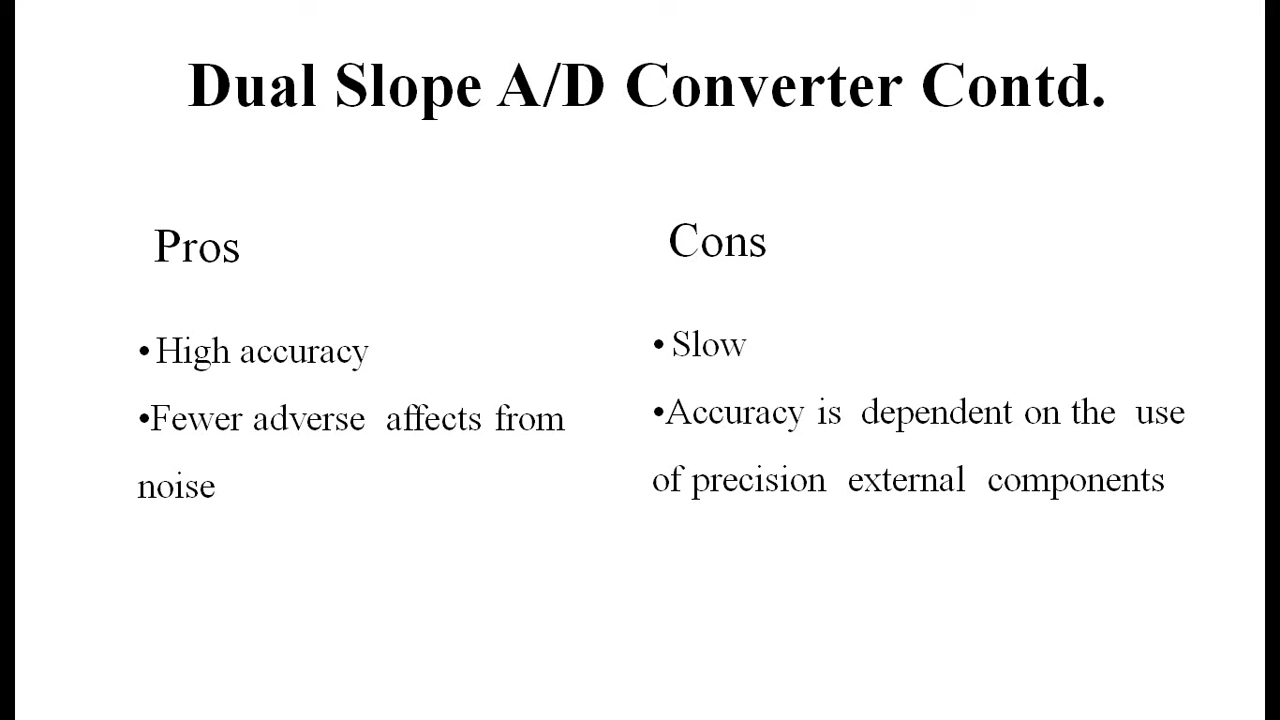 Dual Slope A/D Converter Contd.
Pros
• High accuracy
•Fewer adverse affects from
noise
Cons
• Slow
•Accuracy is dependent on the use
of precision external components